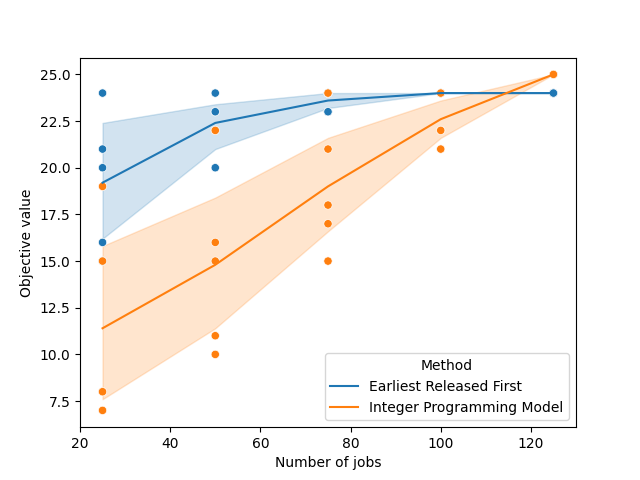 25.0
22.5
20.0
17.5
15.0
12.5
10.0
7.5
Objective value
20 40 60 80 100 120
Number of jobs
Method
Earliest Released First
Integer Programming Model